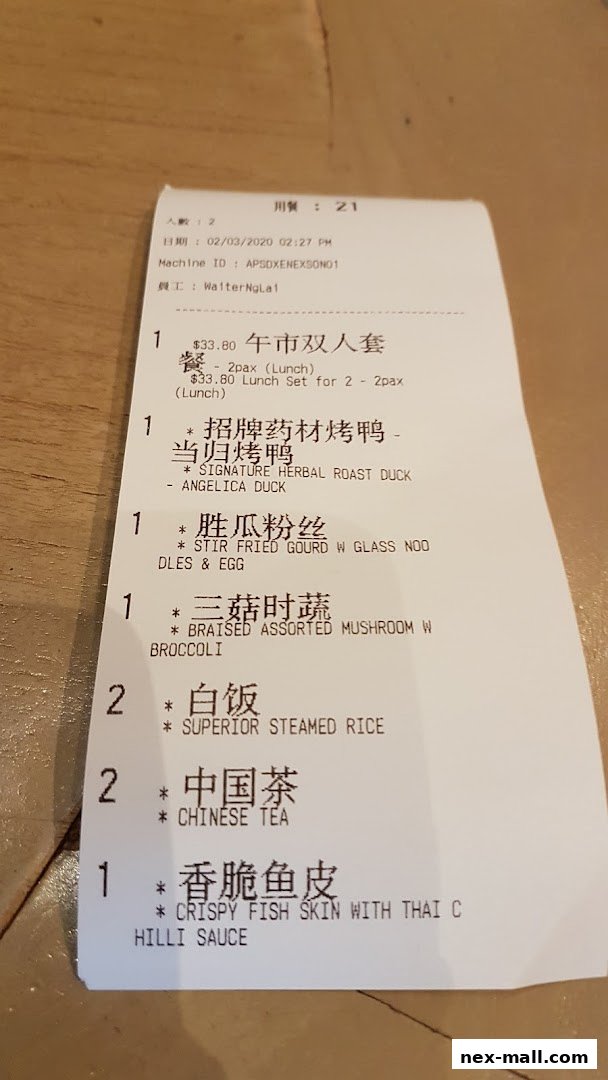 用餐 : 21
人數 : 2
日期 : 02/03/2020 02:27 PM
Machine ID : APSDXENEXSON01
員工 : WaiterNgLai
1 $33.80 午市双人套
餐 - 2pax (Lunch)
$33.80 Lunch Set for 2 - 2pax
(Lunch)
1 * 招牌药材烤鸭 -
当归烤鸭
* SIGNATURE HERBAL ROAST DUCK
- ANGELICA DUCK
1 * 胜瓜粉丝
* STIR FRIED GOURD W GLASS NOO
DLES & EGG
1 * 三菇时蔬
* BRAISED ASSORTED MUSHROOM W
BROCCOLI
2 * 白饭
* SUPERIOR STEAMED RICE
2 * 中国茶
* CHINESE TEA
1 * 香脆鱼皮
* CRISPY FISH SKIN WITH THAI C
HILLI SAUCE
nex-mall.com